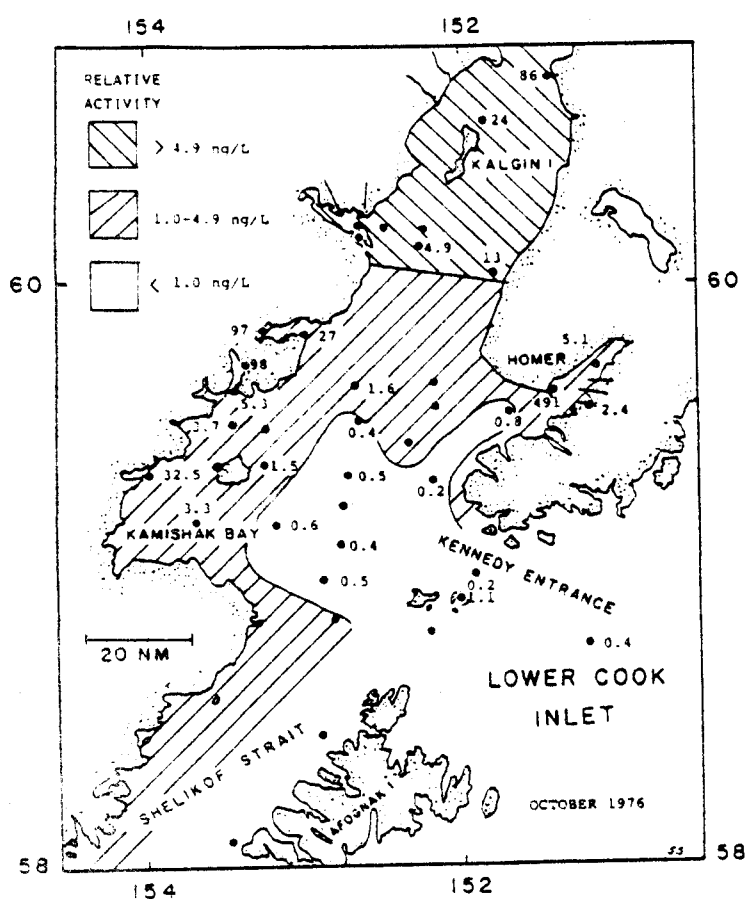 154 152
RELATIVE
ACTIVITY
> 4.9 ng/L
1.0-4.9 ng/L
< 1.0 ng/L
86
24
KALGIN I
4.9
13
60 60
97
27
98
5.1
HOMER
491
2.4
0.8
1.6
0.4
5.3
3.7
32.5
1.5
0.5
0.2
3.3
0.6
KAMISHAK BAY
0.4
0.5
KENNEDY ENTRANCE
0.2
1.1
0.4
20 NM
LOWER COOK
INLET
SHELIKOF STRAIT
AFOGNAK I
OCTOBER 1976
SS
58 58
154 152